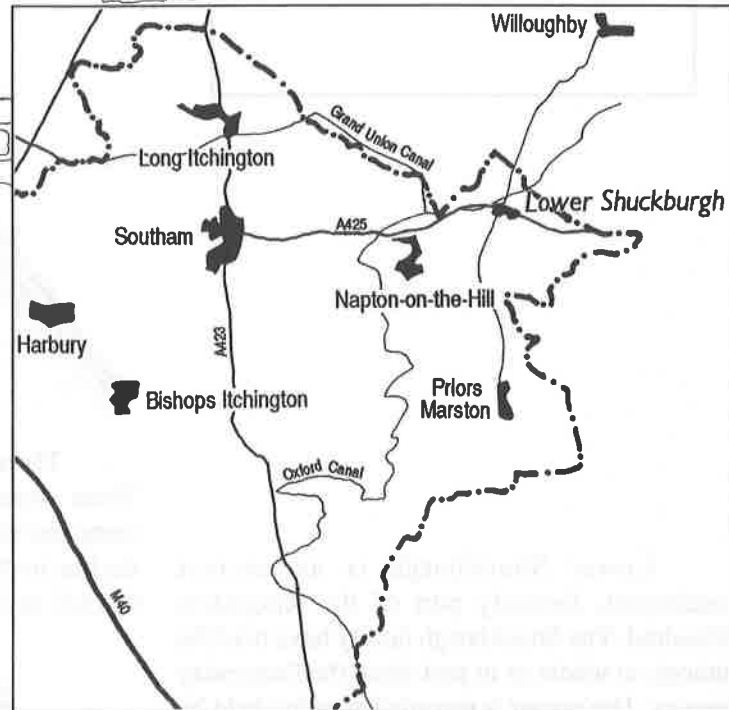 Willoughby
Grand Union Canal
Long Itchington
Lower Shuckburgh
A425
Southam
Napton-on-the-Hill
Harbury
A423
Priors
Marston
Bishops Itchington
Oxford Canal
M40